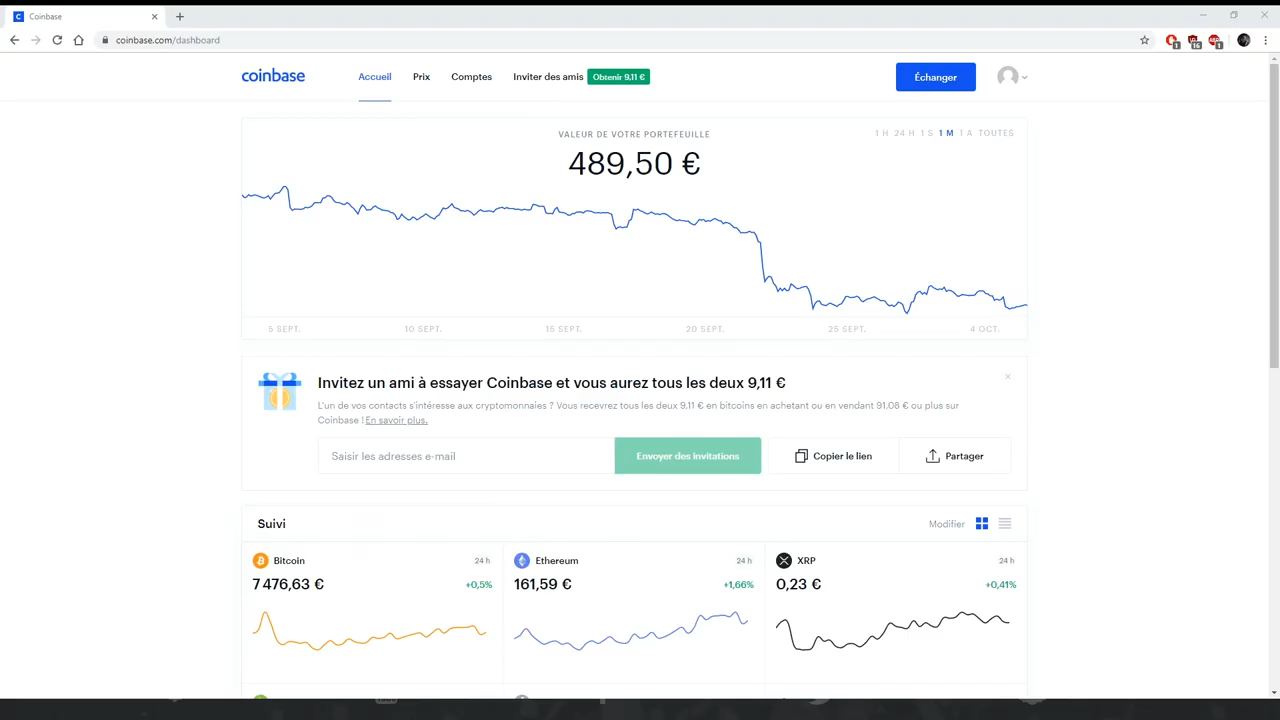 Coinbase
coinbase.com/dashboard
1
16
1
coinbase
Accueil
Prix
Comptes
Inviter des amis
Obtenir 9,11 €
Échanger
VALEUR DE VOTRE PORTEFEUILLE
1 H 24 H 1 S 1 M 1 A TOUTES
489,50 €
5 SEPT. 10 SEPT. 15 SEPT. 20 SEPT. 25 SEPT. 4 OCT.
Invitez un ami à essayer Coinbase et vous aurez tous les deux 9,11 €
L'un de vos contacts s'intéresse aux cryptomonnaies ? Vous recevrez tous les deux 9,11 € en bitcoins en achetant ou en vendant 91,08 € ou plus sur
Coinbase ! En savoir plus.
Saisir les adresses e-mail
Envoyer des invitations
Copier le lien
Partager
Suivi
Modifier
Bitcoin 24 h
7 476,63 € +0,5%
Ethereum 24 h
161,59 € +1,66%
XRP 24 h
0,23 € +0,41%